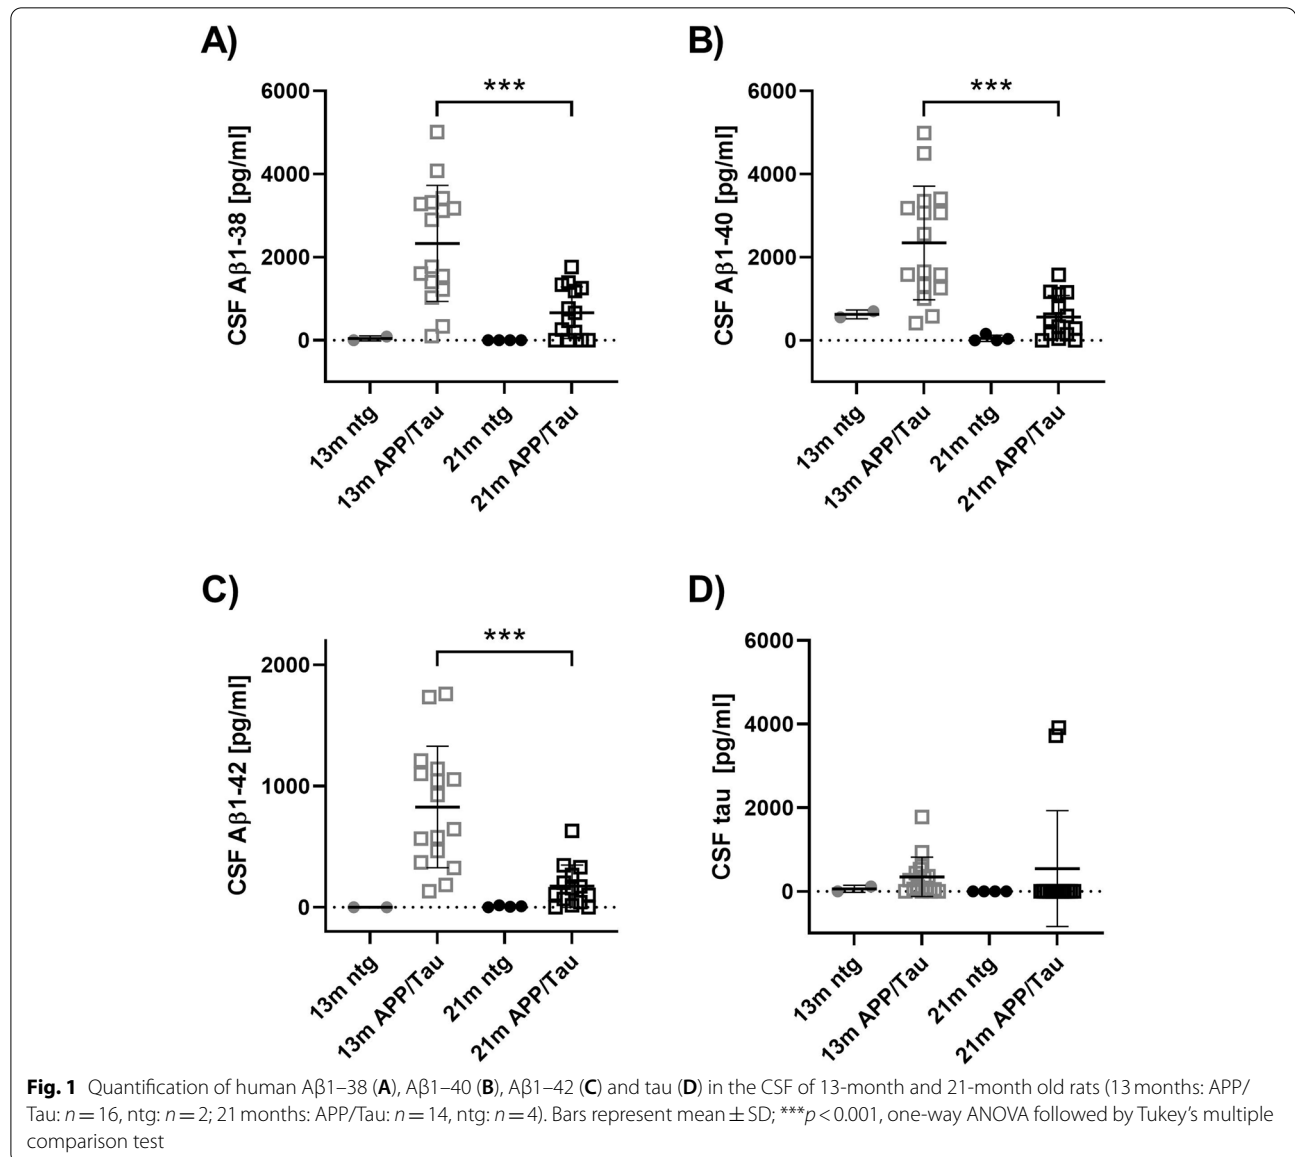 A)
6000
4000
2000
0
CSF Aβ1-38 [pg/ml]
***
13m ntg
13m APP/Tau
21m ntg
21m APP/Tau
B)
6000
4000
2000
0
CSF Aβ1-40 [pg/ml]
***
13m ntg
13m APP/Tau
21m ntg
21m APP/Tau
C)
2000
1000
0
CSF Aβ1-42 [pg/ml]
***
13m ntg
13m APP/Tau
21m ntg
21m APP/Tau
D)
6000
4000
2000
0
CSF tau [pg/ml]
13m ntg
13m APP/Tau
21m ntg
21m APP/Tau
Fig. 1 Quantification of human Aβ1–38 (A), Aβ1–40 (B), Aβ1–42 (C) and tau (D) in the CSF of 13-month and 21-month old rats (13 months: APP/
Tau: n = 16, ntg: n = 2; 21 months: APP/Tau: n = 14, ntg: n = 4). Bars represent mean ± SD; ***p < 0.001, one-way ANOVA followed by Tukey's multiple
comparison test